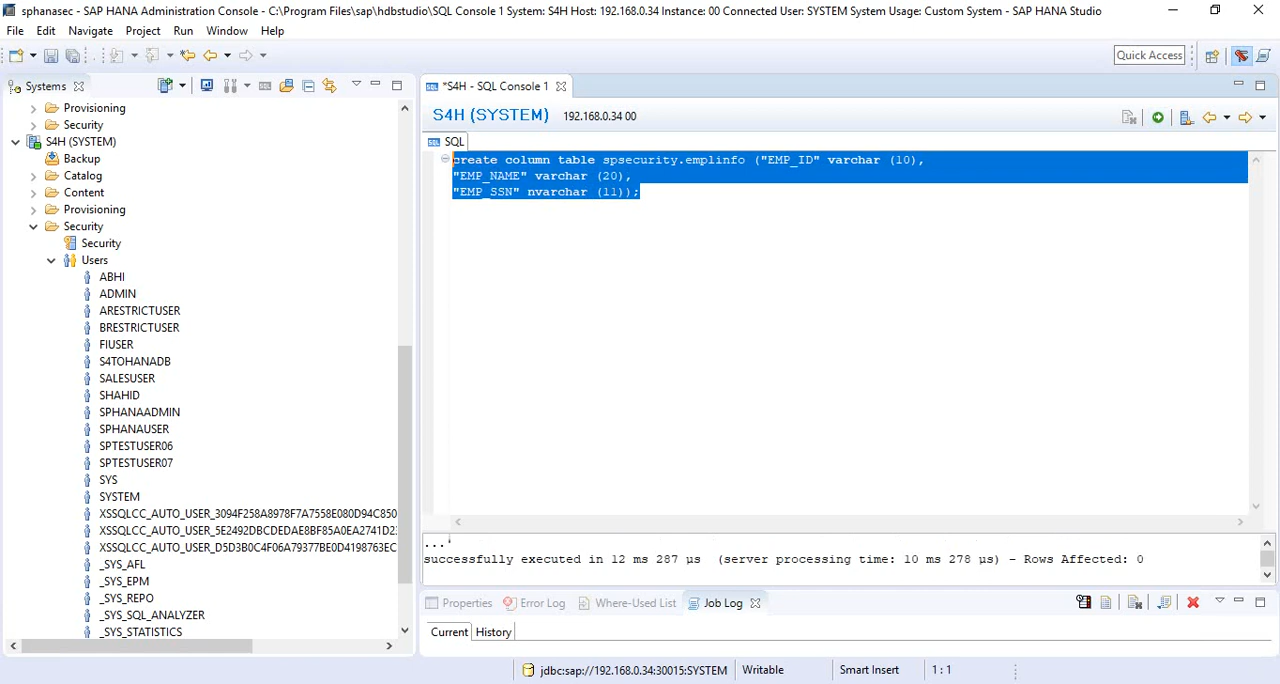 sphanasec - SAP HANA Administration Console - C:\Program Files\sap\hdbstudio\SQL Console 1 System: S4H Host: 192.168.0.34 Instance:00 Connected User: SYSTEM System Usage: Custom System - SAP HANA Studio
File Edit Navigate Project Run Window Help
Quick Access
Systems
Provisioning
Security
S4H (SYSTEM)
Backup
Catalog
Content
Provisioning
Security
Security
Users
ABHI
ADMIN
ARESTRICTUSER
BRESTRICTUSER
FIUSER
S4TOHANADB
SALESUSER
SHAHID
SPHANAADMIN
SPHANAUSER
SPTESTUSER06
SPTESTUSER07
SYS
SYSTEM
XSSQLCC_AUTO_USER_3094F258A8978F7A7558E080D94C850
XSSQLCC_AUTO_USER_5E2492DBCDEDAE8BF85A0EA2741D2
XSSQLCC_AUTO_USER_D5D3B0C4F06A79377BE0D4198763EC
_SYS_AFL
_SYS_EPM
_SYS_REPO
_SYS_SQL_ANALYZER
_SYS_STATISTICS
*S4H - SQL Console 1
S4H (SYSTEM) 192.168.0.34 00
SQL
create column table spsecurity.emplinfo ("EMP_ID" varchar (10),
"EMP_NAME" varchar (20),
"EMP_SSN" nvarchar (11));
...
successfully executed in 12 ms 287 µs (server processing time: 10 ms 278 µs) - Rows Affected: 0
Properties Error Log Where-Used List Job Log
Current History
jdbc:sap://192.168.0.34:30015:SYSTEM Writable Smart Insert 1 : 1